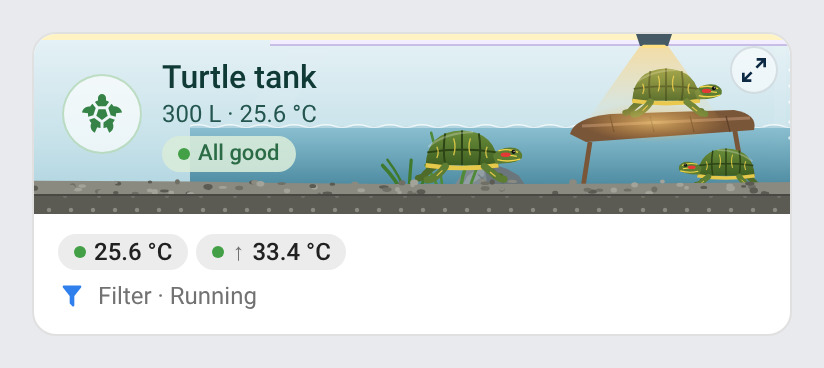 Turtle tank
300 L · 25.6 °C
All good
25.6 °C
↑ 33.4 °C
Filter · Running